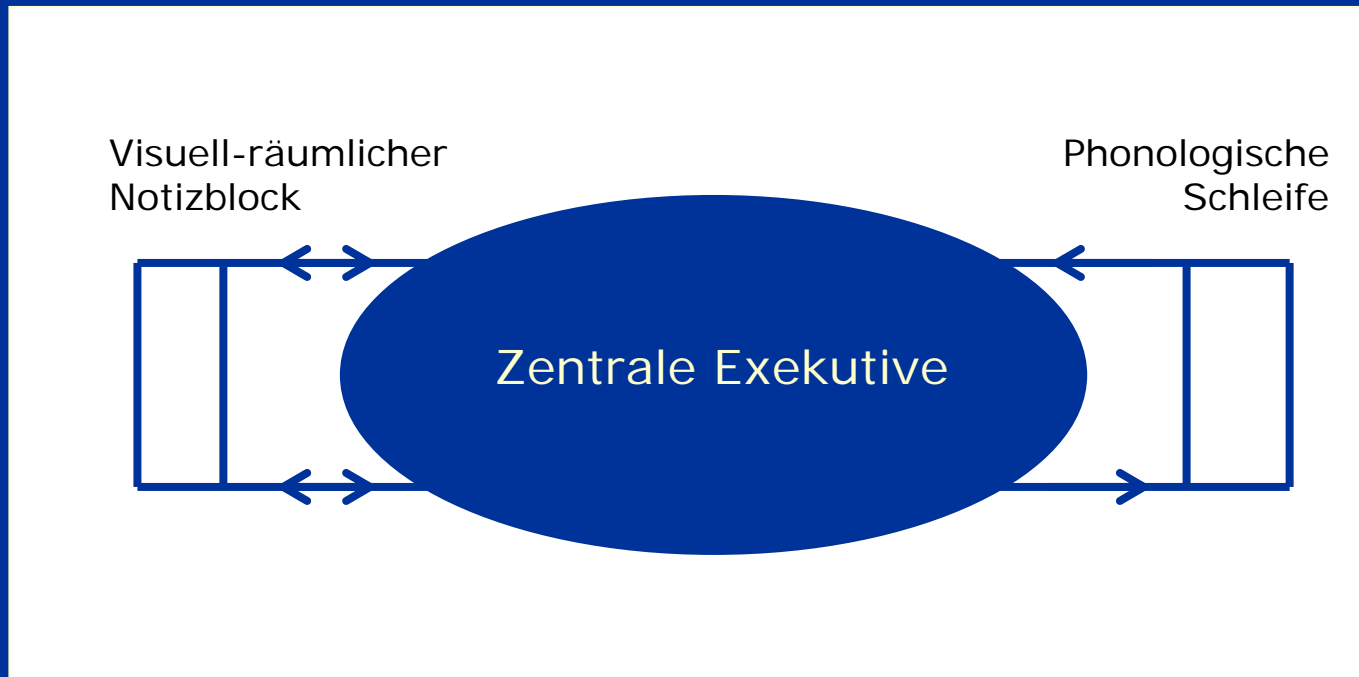 Visuell-räumlicher
Notizblock
Phonologische
Schleife
Zentrale Exekutive